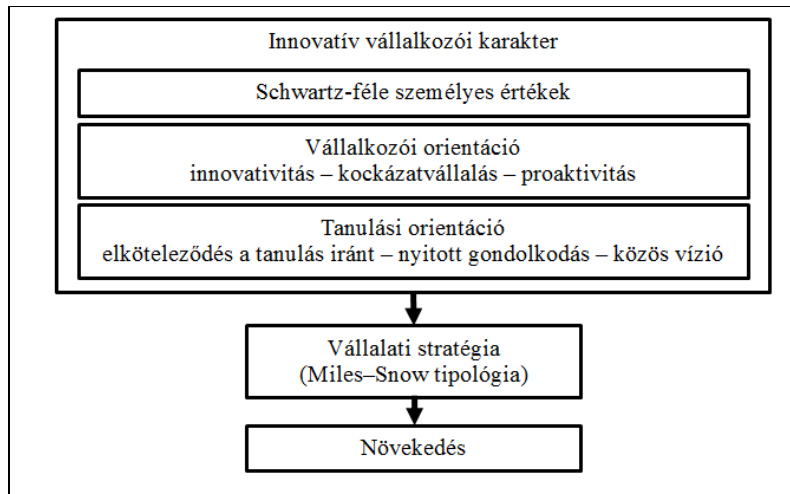 Innovatív vállalkozói karakter
Schwartz-féle személyes értékek
Vállalkozói orientáció
innovativitás – kockázatvállalás – proaktivitás
Tanulási orientáció
elköteleződés a tanulás iránt – nyitott gondolkodás – közös vízió
Vállalati stratégia
(Miles–Snow tipológia)
Növekedés